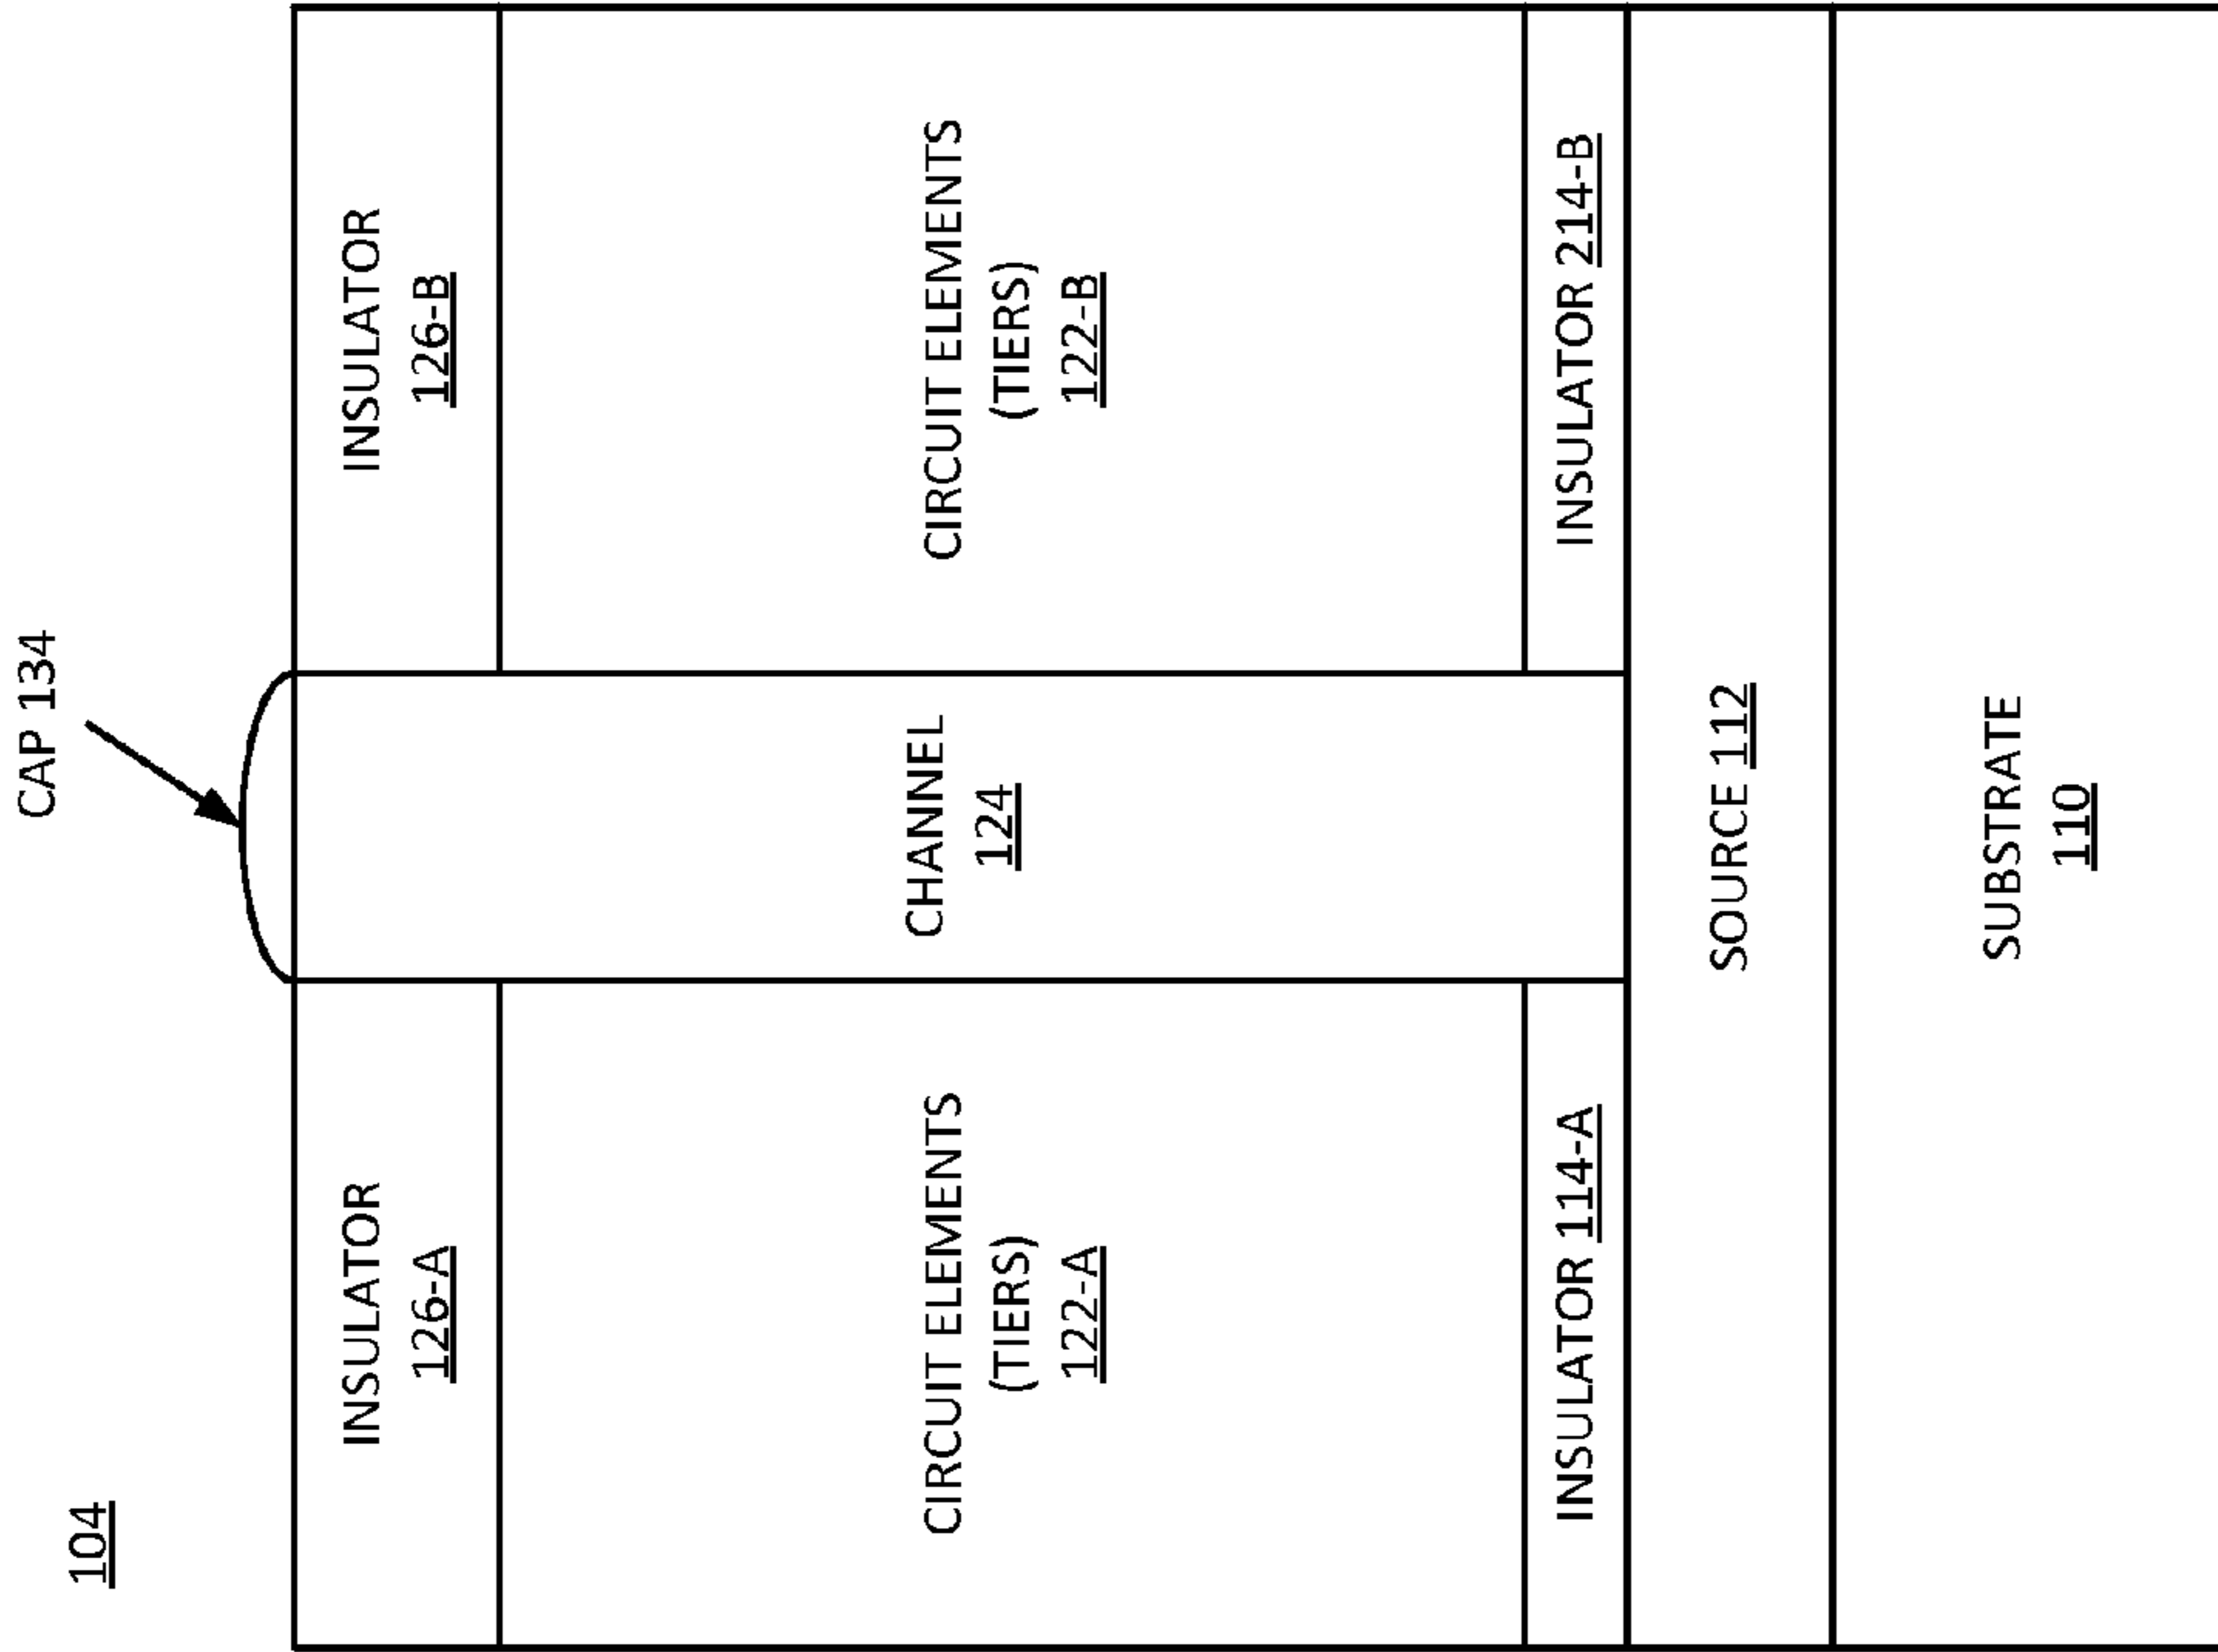 CAP 134
104
INSULATOR
126-A
INSULATOR
126-B
CIRCUIT ELEMENTS
(TIERS)
122-A
CHANNEL
124
CIRCUIT ELEMENTS
(TIERS)
122-B
INSULATOR 114-A
INSULATOR 214-B
SOURCE 112
SUBSTRATE
110